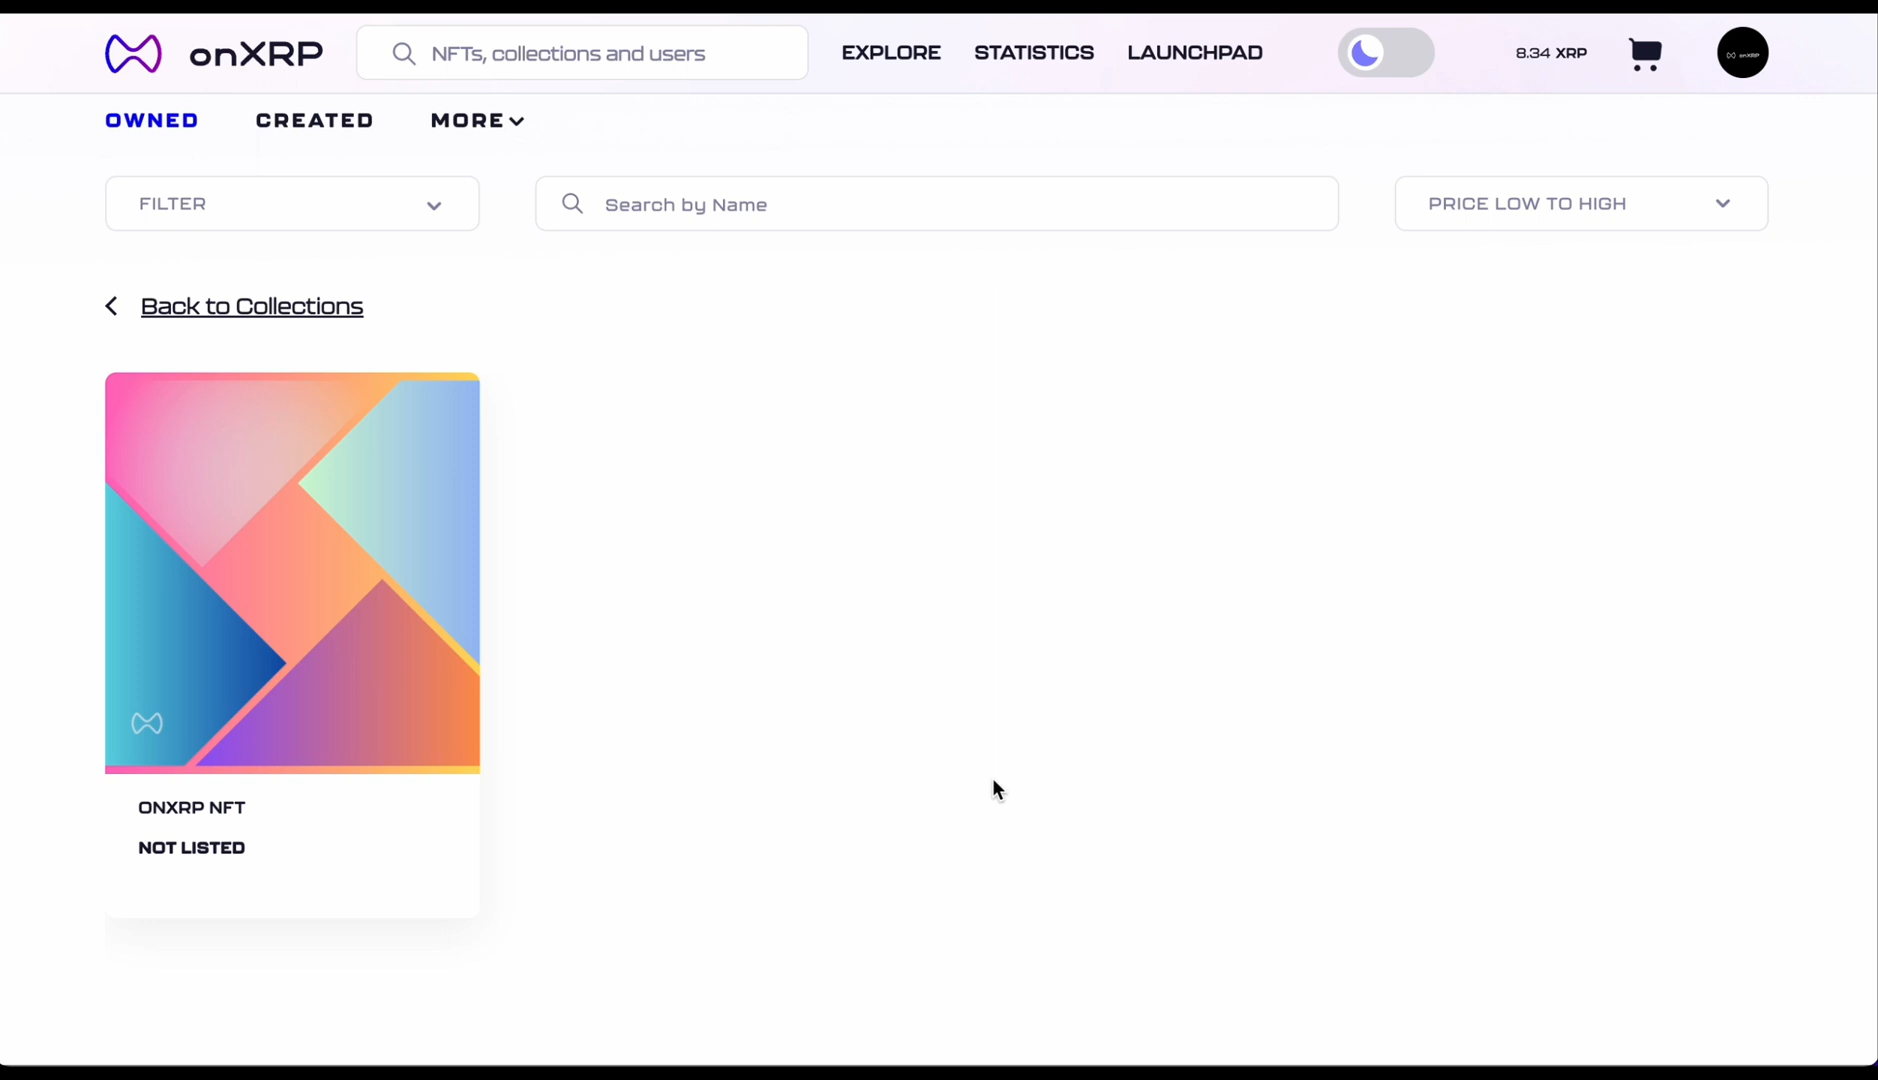 onXRP
NFTs, collections and users
EXPLORE
STATISTICS
LAUNCHPAD
8.34 XRP
onXRP
OWNED
CREATED
MORE
FILTER
Search by Name
PRICE LOW TO HIGH
Back to Collections
ONXRP NFT
NOT LISTED